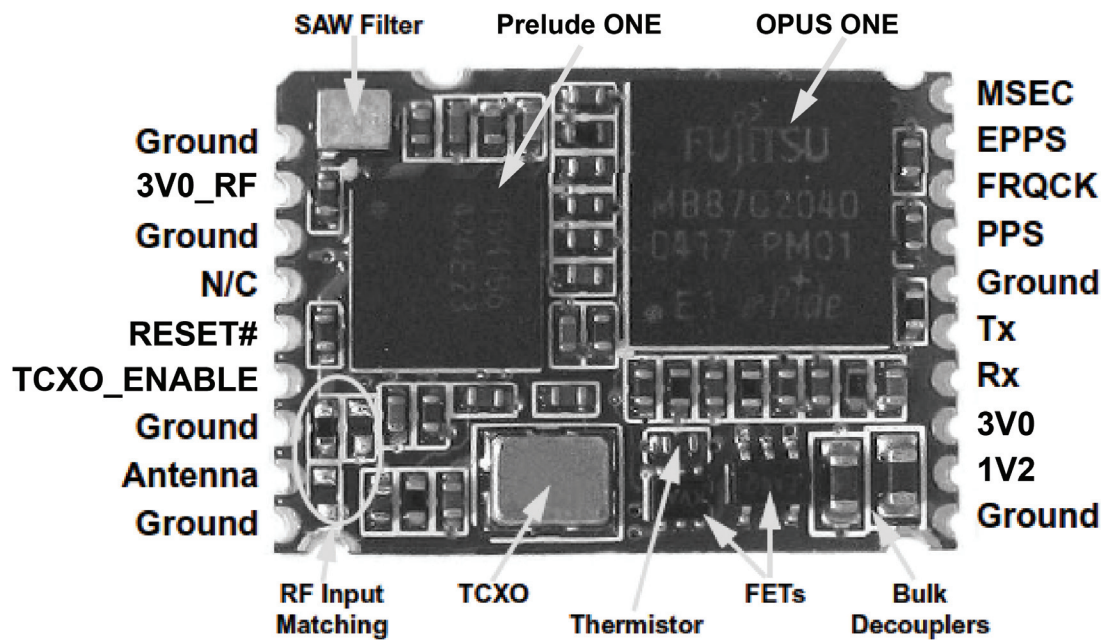 SAW Filter
Prelude ONE
OPUS ONE
Ground
3V0_RF
Ground
N/C
RESET#
TCXO_ENABLE
Ground
Antenna
Ground
MSEC
EPPS
FRQCK
PPS
Ground
Tx
Rx
3V0
1V2
Ground
FUJITSU
MB87C2040
0417 PM01
E1
RF Input
Matching
TCXO
Thermistor
FETs
Bulk
Decouplers